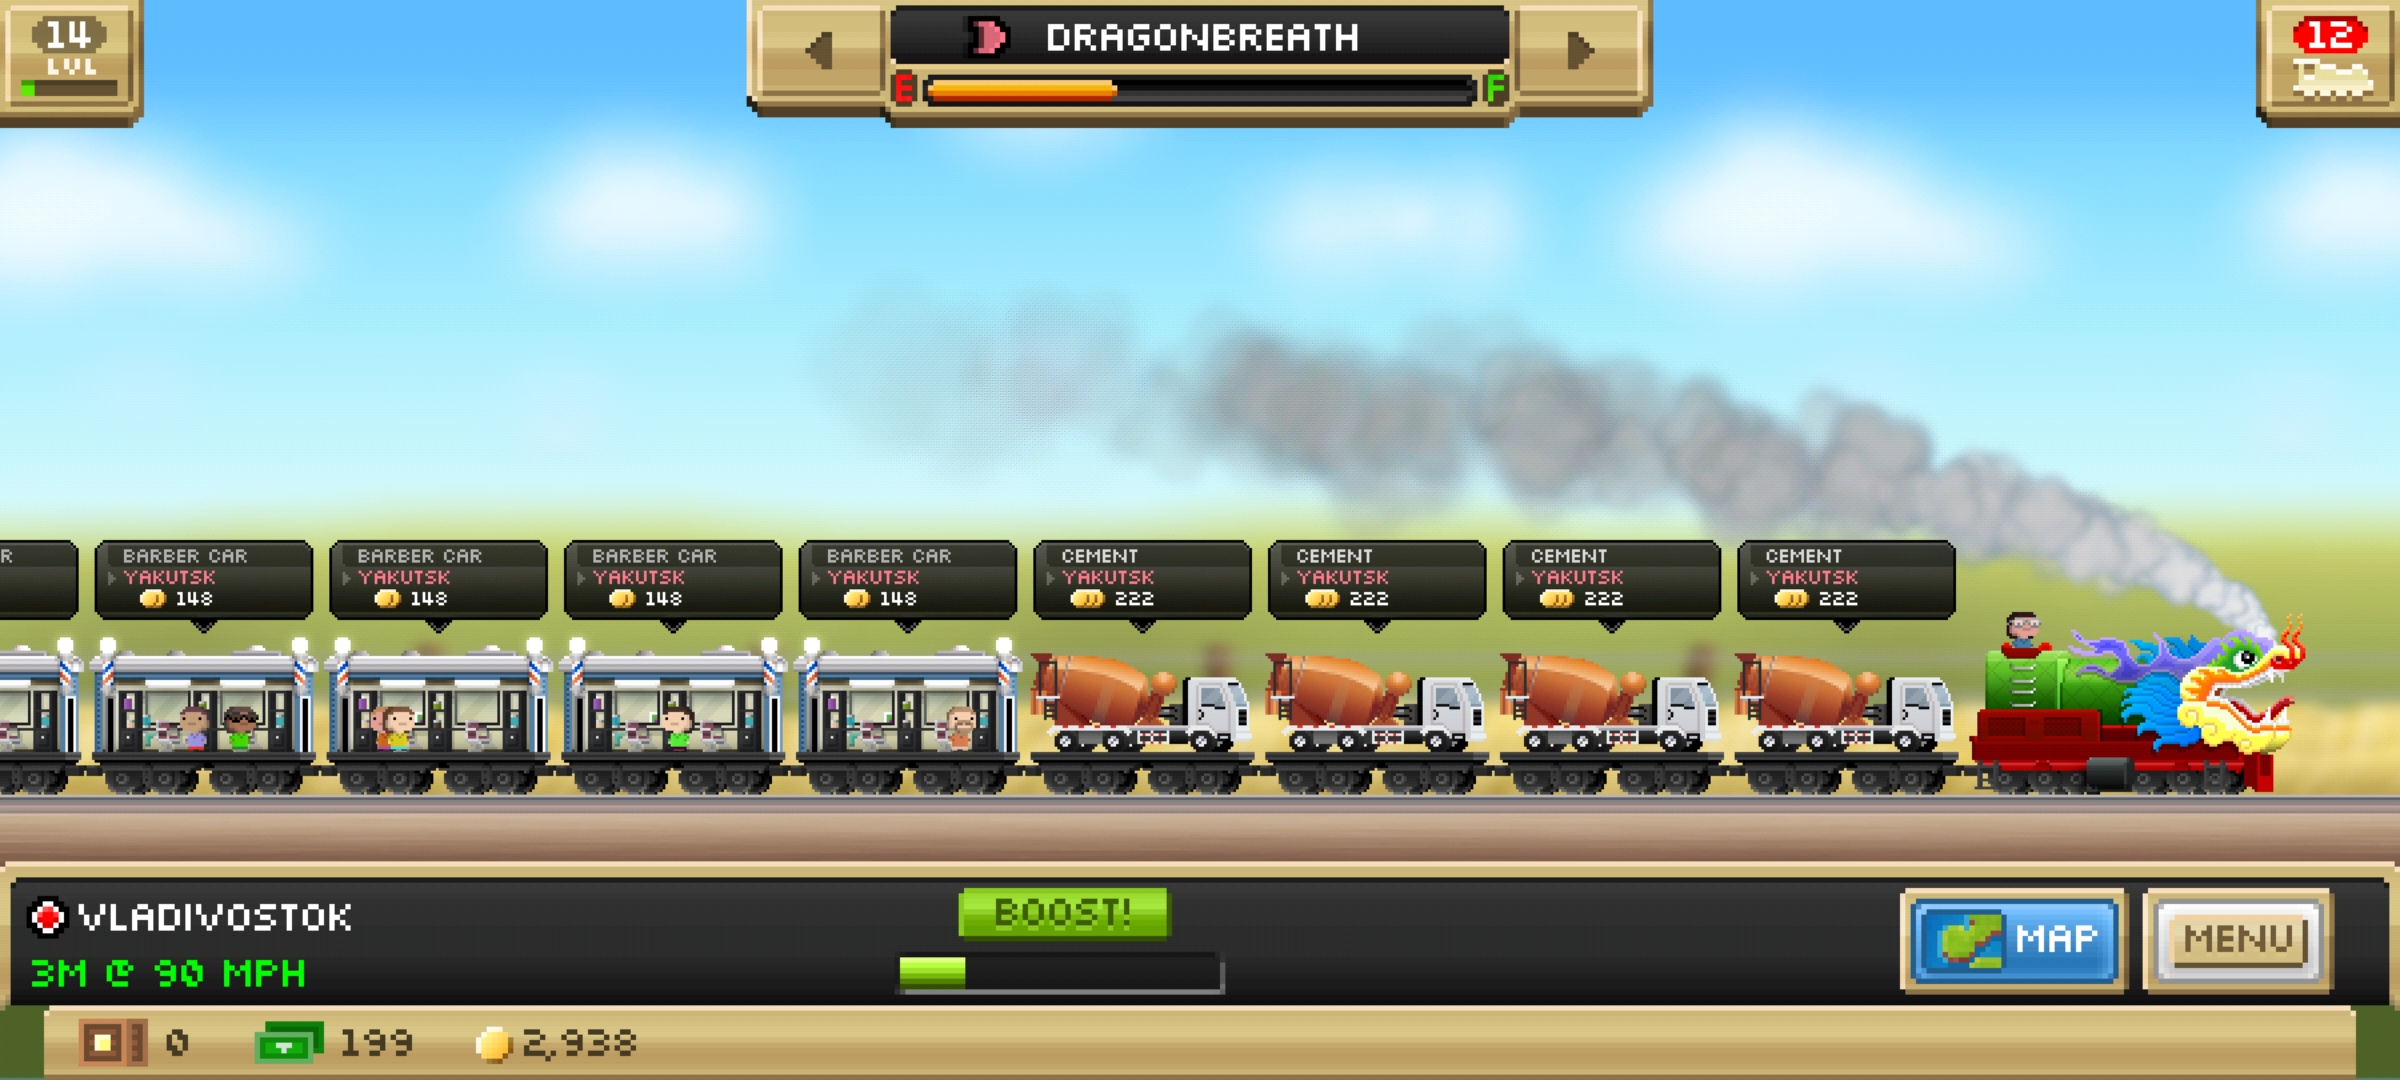 14
LVL
DRAGONBREATH
E F
12
R
BARBER CAR
YAKUTSK
148
BARBER CAR
YAKUTSK
148
BARBER CAR
YAKUTSK
148
BARBER CAR
YAKUTSK
148
CEMENT
YAKUTSK
222
CEMENT
YAKUTSK
222
CEMENT
YAKUTSK
222
CEMENT
YAKUTSK
222
VLADIVOSTOK
3M @ 90 MPH
BOOST!
MAP
MENU
0
199
2,938